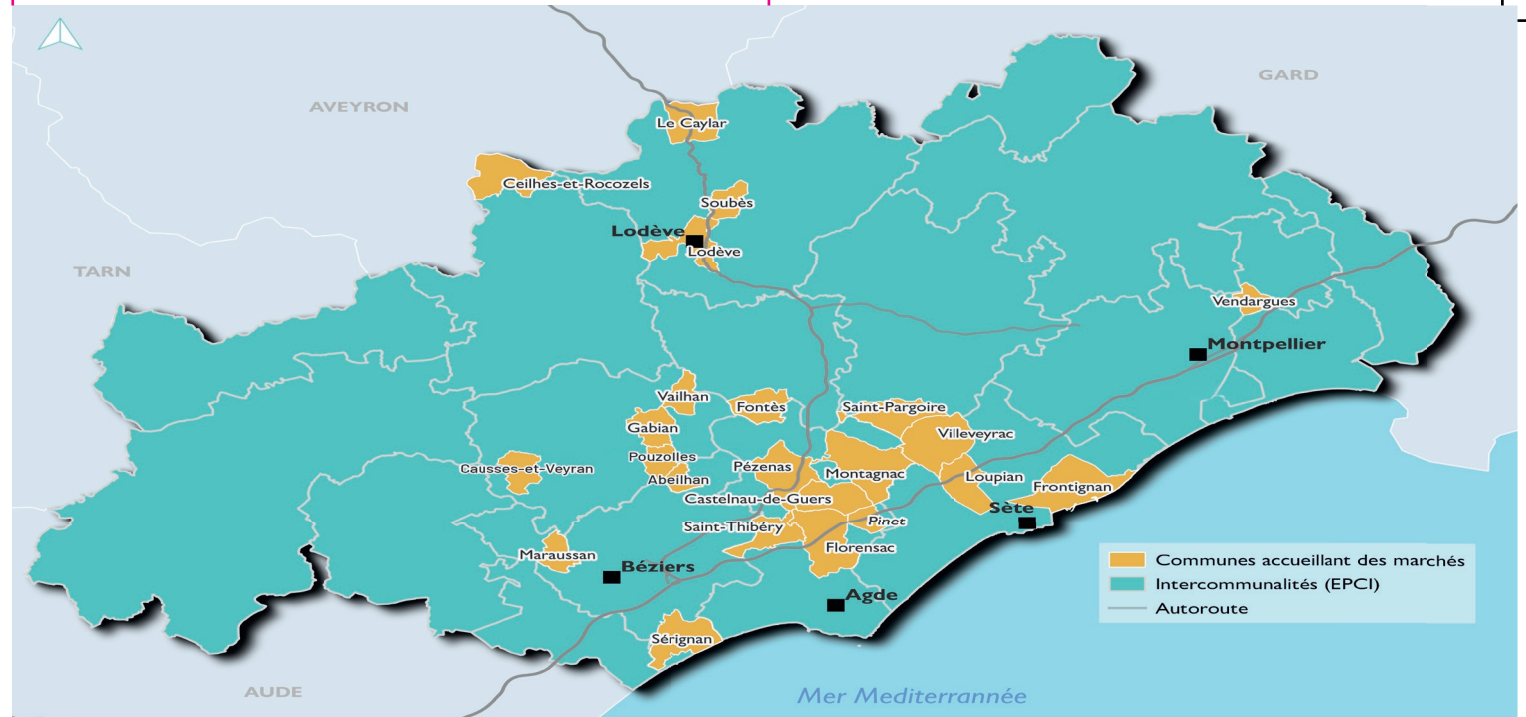 GARD
AVEYRON
Le Caylar
Ceilhes-et-Rocozels
Soubès
Lodève
Lodève
TARN
Vendargues
Montpellier
Vailhan
Fontès
Saint-Pargoire
Gabian
Villeveyrac
Pouzolles
Causses-et-Veyran
Pézenas
Montagnac
Abeilhan
Loupian
Frontignan
Castelnau-de-Guers
Sète
Saint-Thibéry
Pinet
Maraussan
Florensac
Béziers
Agde
Sérignan
Communes accueillant des marchés
Intercommunalités (EPCI)
Autoroute
AUDE
Mer Mediterrannée